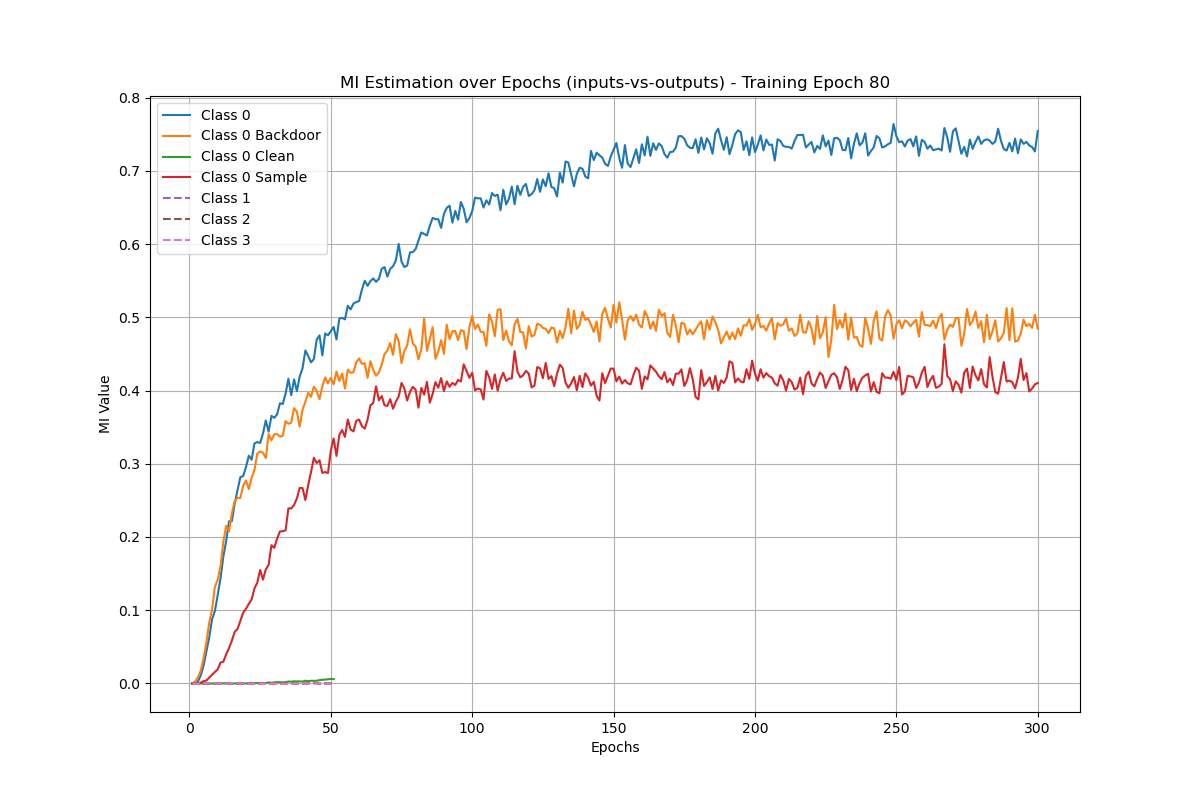 MI Estimation over Epochs (inputs-vs-outputs) - Training Epoch 80
Class 0
Class 0 Backdoor
Class 0 Clean
Class 0 Sample
Class 1
Class 2
Class 3
0.8
0.7
0.6
0.5
0.4
0.3
0.2
0.1
0.0
MI Value
0 50 100 150 200 250 300
Epochs